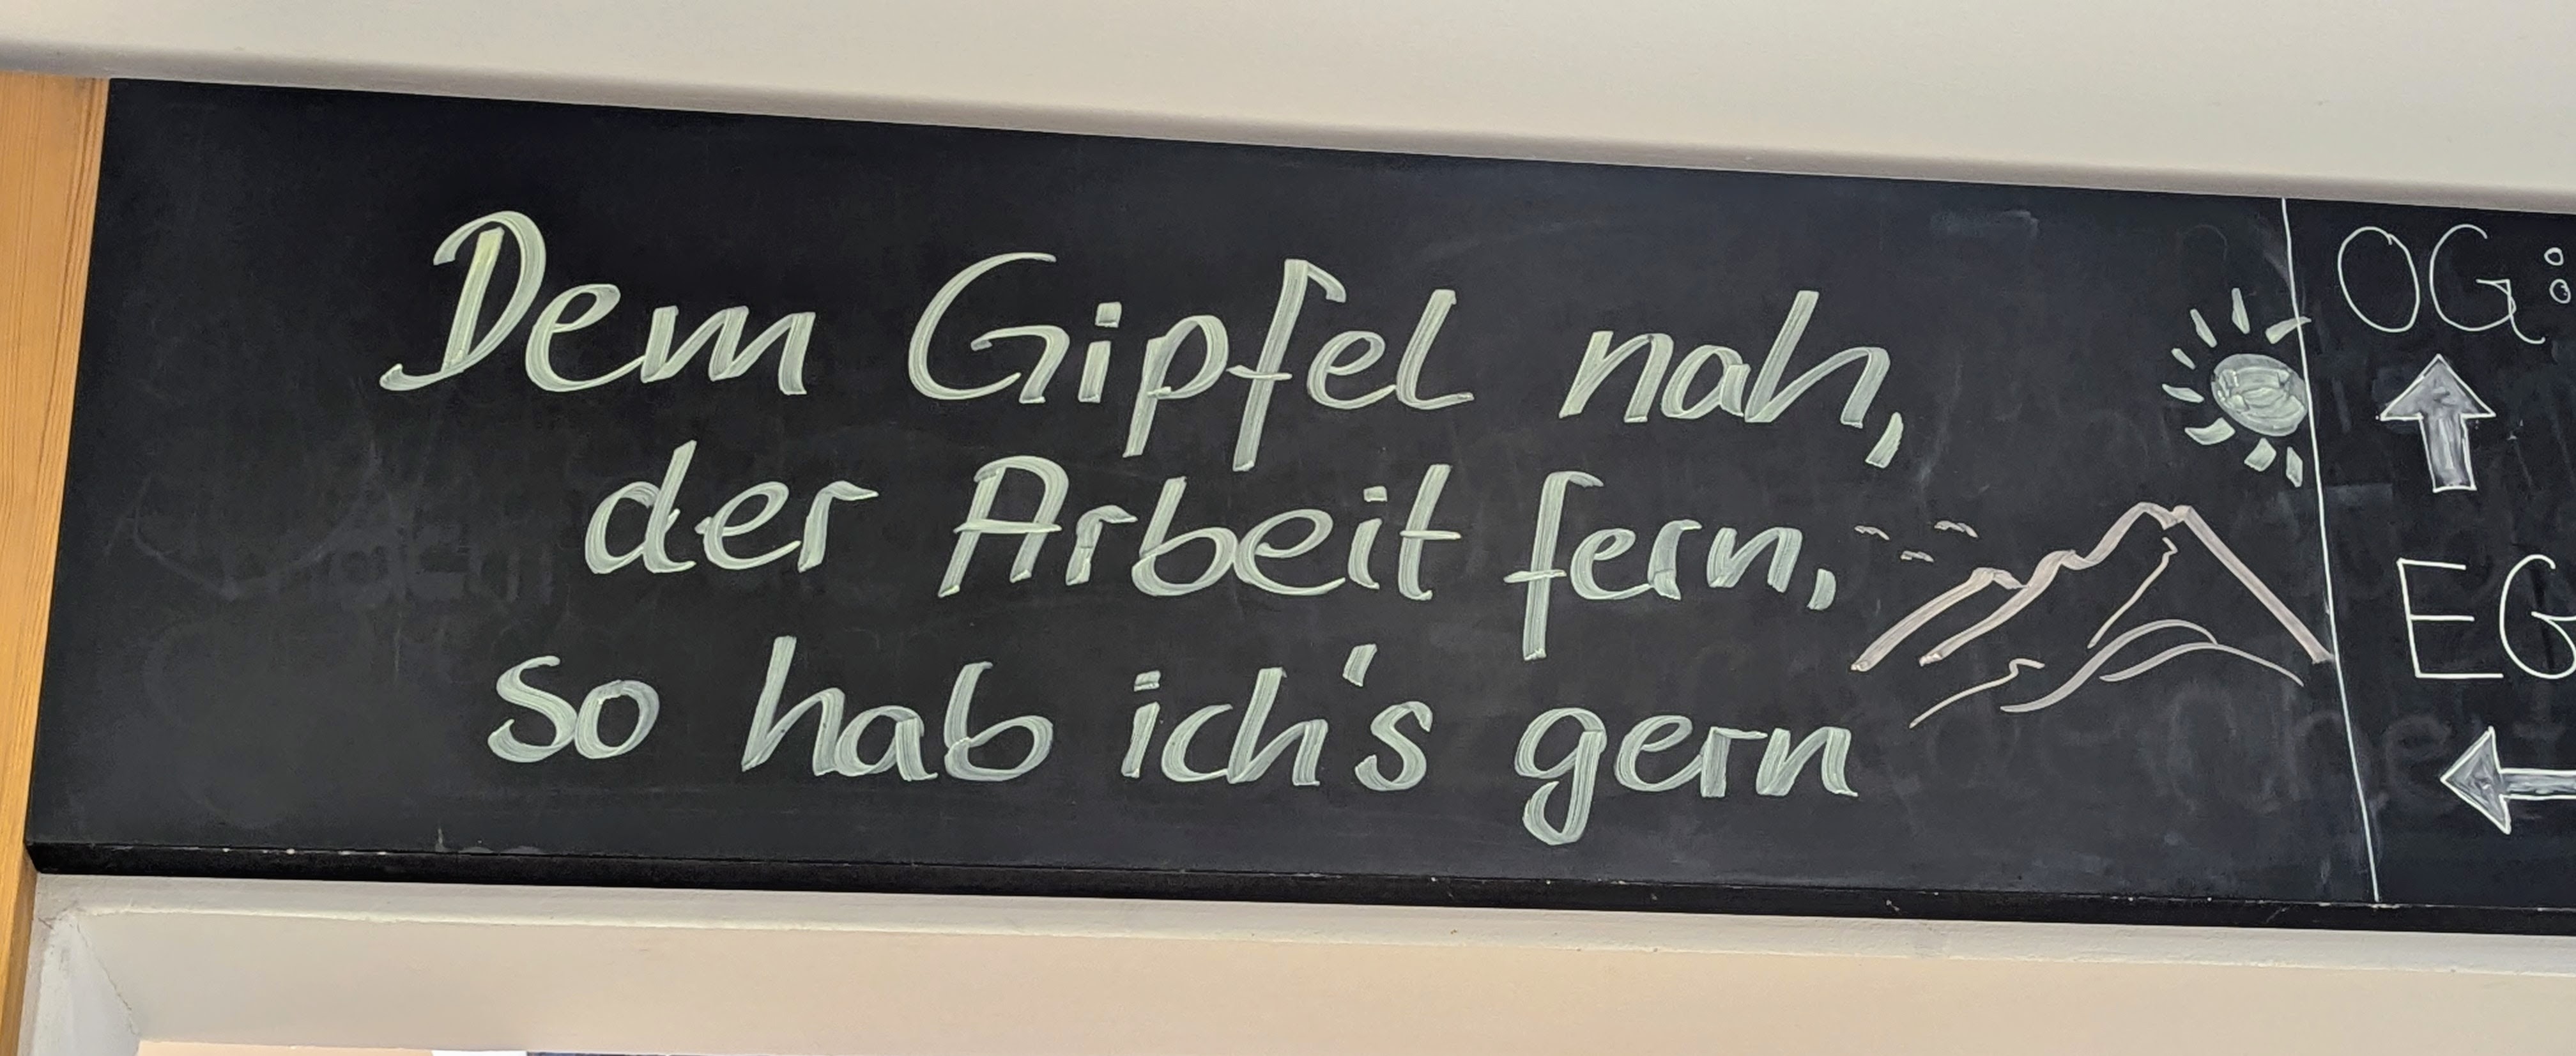 Dem Gipfel nah,
der Arbeit fern,
so hab ich's gern
OG:
EG